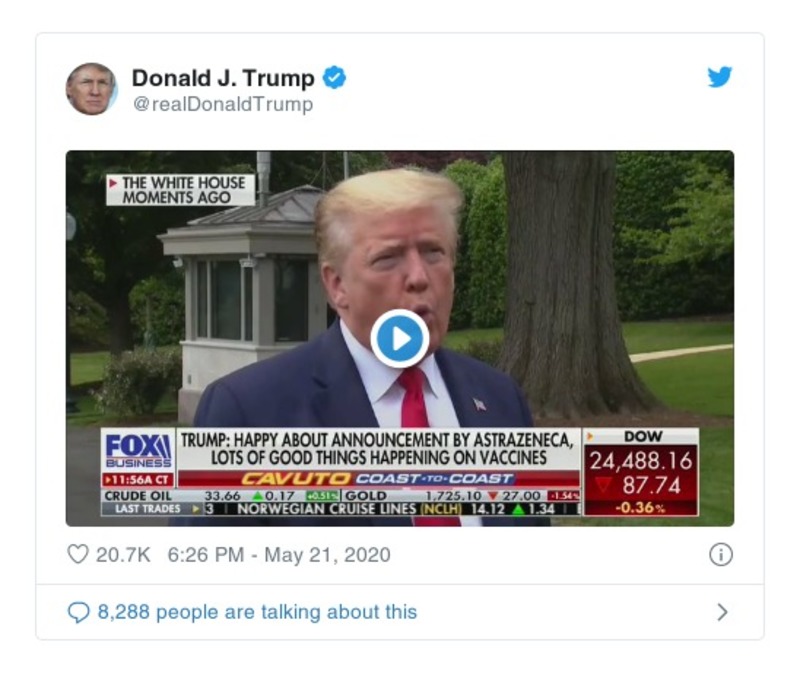 Donald J. Trump
@realDonaldTrump
THE WHITE HOUSE
MOMENTS AGO
FOX
BUSINESS
11:56A CT
TRUMP: HAPPY ABOUT ANNOUNCEMENT BY ASTRAZENECA,
LOTS OF GOOD THINGS HAPPENING ON VACCINES
CAVUTO COAST-TO-COAST
CRUDE OIL 33.66 0.17 +0.51% GOLD 1,725.10 27.00 -1.54%
LAST TRADES 3 NORWEGIAN CRUISE LINES (NCLH) 14.12 1.34
DOW
24,488.16
87.74
-0.36%
20.7K 6:26 PM - May 21, 2020
8,288 people are talking about this